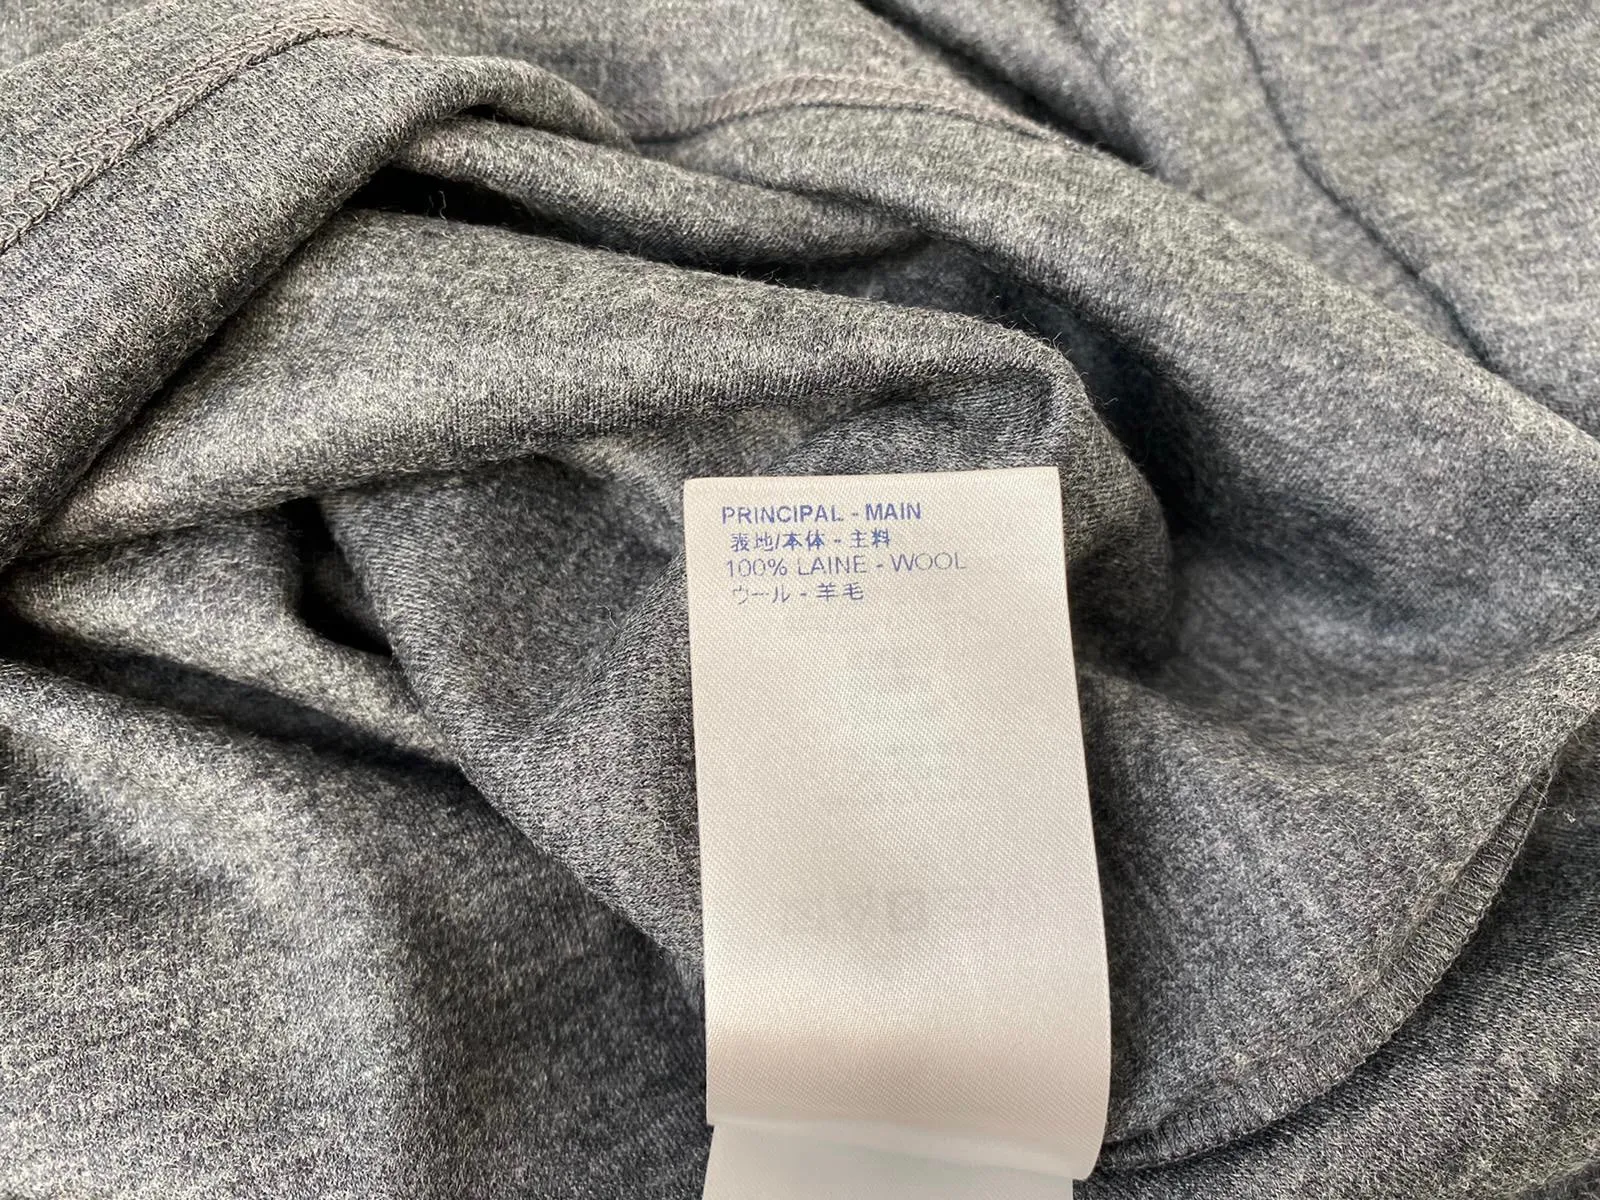 PRINCIPAL - MAIN
表地/本体 - 主料
100% LAINE - WOOL
ウール - 羊毛